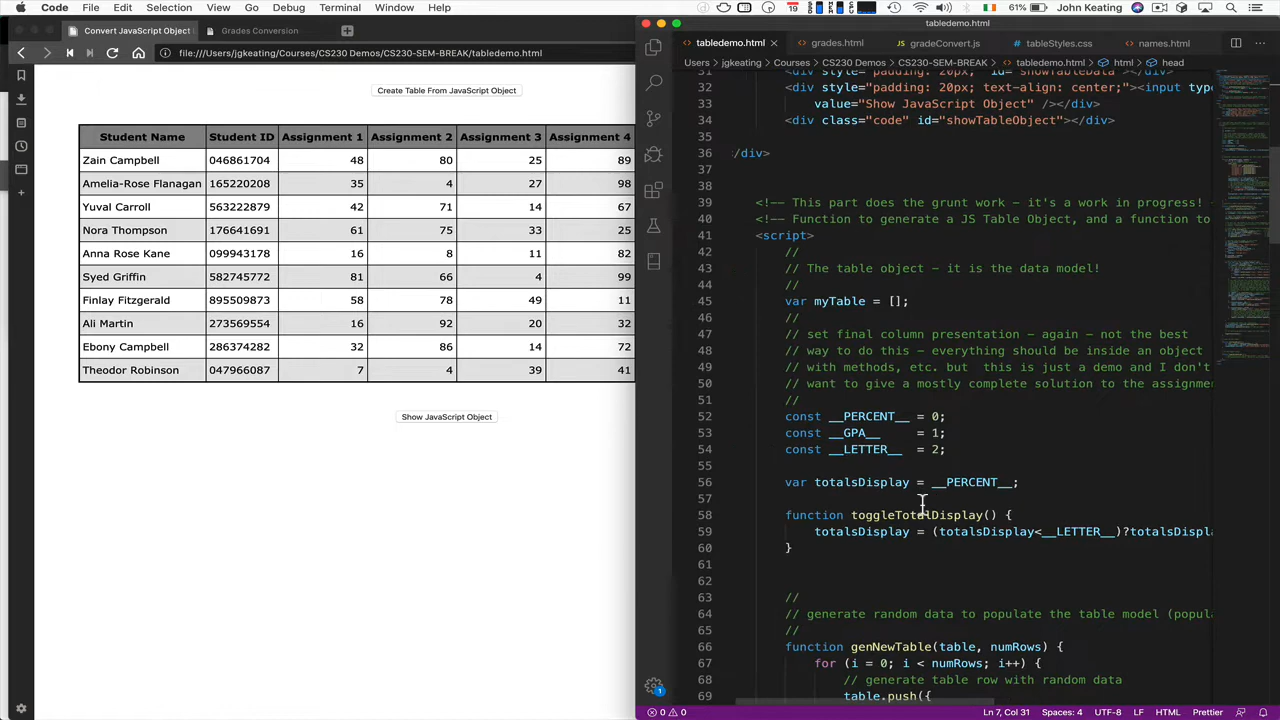 Code File Edit Selection View Go Debug Terminal Window Help 19 61% John Keating
Convert JavaScript Object
Grades Conversion
file:///Users/jgkeating/Courses/CS230 Demos/CS230-SEM-BREAK/tabledemo.html
Create Table From JavaScript Object
Student Name Student ID Assignment 1 Assignment 2 Assignment 3 Assignment 4
Zain Campbell 046861704 48 80 25 89
Amelia-Rose Flanagan 165220208 35 4 27 98
Yuval Carroll 563222879 42 71 14 67
Nora Thompson 176641691 61 75 33 25
Anna Rose Kane 099943178 16 8 11 82
Syed Griffin 582745772 81 66 4 99
Finlay Fitzgerald 895509873 58 78 49 11
Ali Martin 273569554 16 92 20 32
Ebony Campbell 286374282 32 86 14 72
Theodor Robinson 047966087 7 4 39 41
Show JavaScript Object
tabledemo.html
tabledemo.html grades.html gradeConvert.js tableStyles.css names.html
Users > jgkeating > Courses > CS230 Demos > CS230-SEM-BREAK > tabledemo.html > html > head
31 <div style="padding: 20px;" id="showTableData"></div>
32 <div style="padding: 20px; text-align: center;"><input typ
33 value="Show JavaScript Object" /></div>
34 <div class="code" id="showTableObject"></div>
35
36 /div>
37
38
39 <!-- This part does the grunt work - it's a work in progress!
40 <!-- Function to generate a JS Table Object, and a function to
41 <script>
42 //
43 // The table object - it is the data model!
44 //
45 var myTable = [];
46 //
47 // set final column presentation - again - not the best
48 // way to do this - everything should be inside an object
49 // with methods, etc. but this is just a demo and I don't
50 // want to give a mostly complete solution to the assignmen
51 //
52 const __PERCENT__ = 0;
53 const __GPA__ = 1;
54 const __LETTER__ = 2;
55
56 var totalsDisplay = __PERCENT__;
57
58 function toggleTotalDisplay() {
59 totalsDisplay = (totalsDisplay<__LETTER__)?totalsDispl
60 }
61
62
63 //
64 // generate random data to populate the table model (popul
65 //
66 function genNewTable(table, numRows) {
67 for (i = 0; i < numRows; i++) {
68 // generate table row with random data
69 table.push({
1
0 0 Ln 7, Col 31 Spaces: 4 UTF-8 LF HTML Prettier